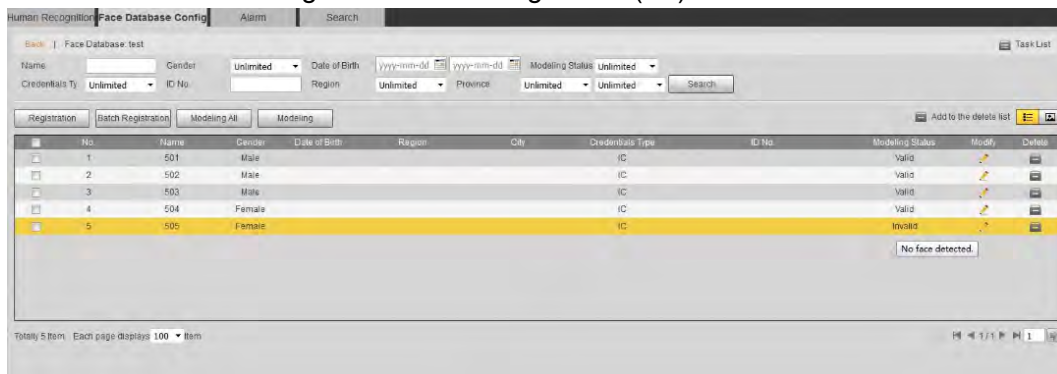 Human Recognition Face Database Config Alarm Search
Back | Face Database: test Task List
Name Gender Unlimited Date of Birth yyyy-mm-dd yyyy-mm-dd Modeling Status Unlimited
Credentials Ty Unlimited ID No. Region Unlimited Province Unlimited Unlimited Search
Registration Batch Registration Modeling All Modeling Add to the delete list
No. Name Gender Date of Birth Region City Credentials Type ID No. Modeling Status Modify Delete
1 501 Male IC Valid
2 502 Male IC Valid
3 503 Male IC Valid
4 504 Female IC Valid
5 505 Female IC Invalid
No face detected.
Totally 5 Item Each page displays 100 Item 1/1 1